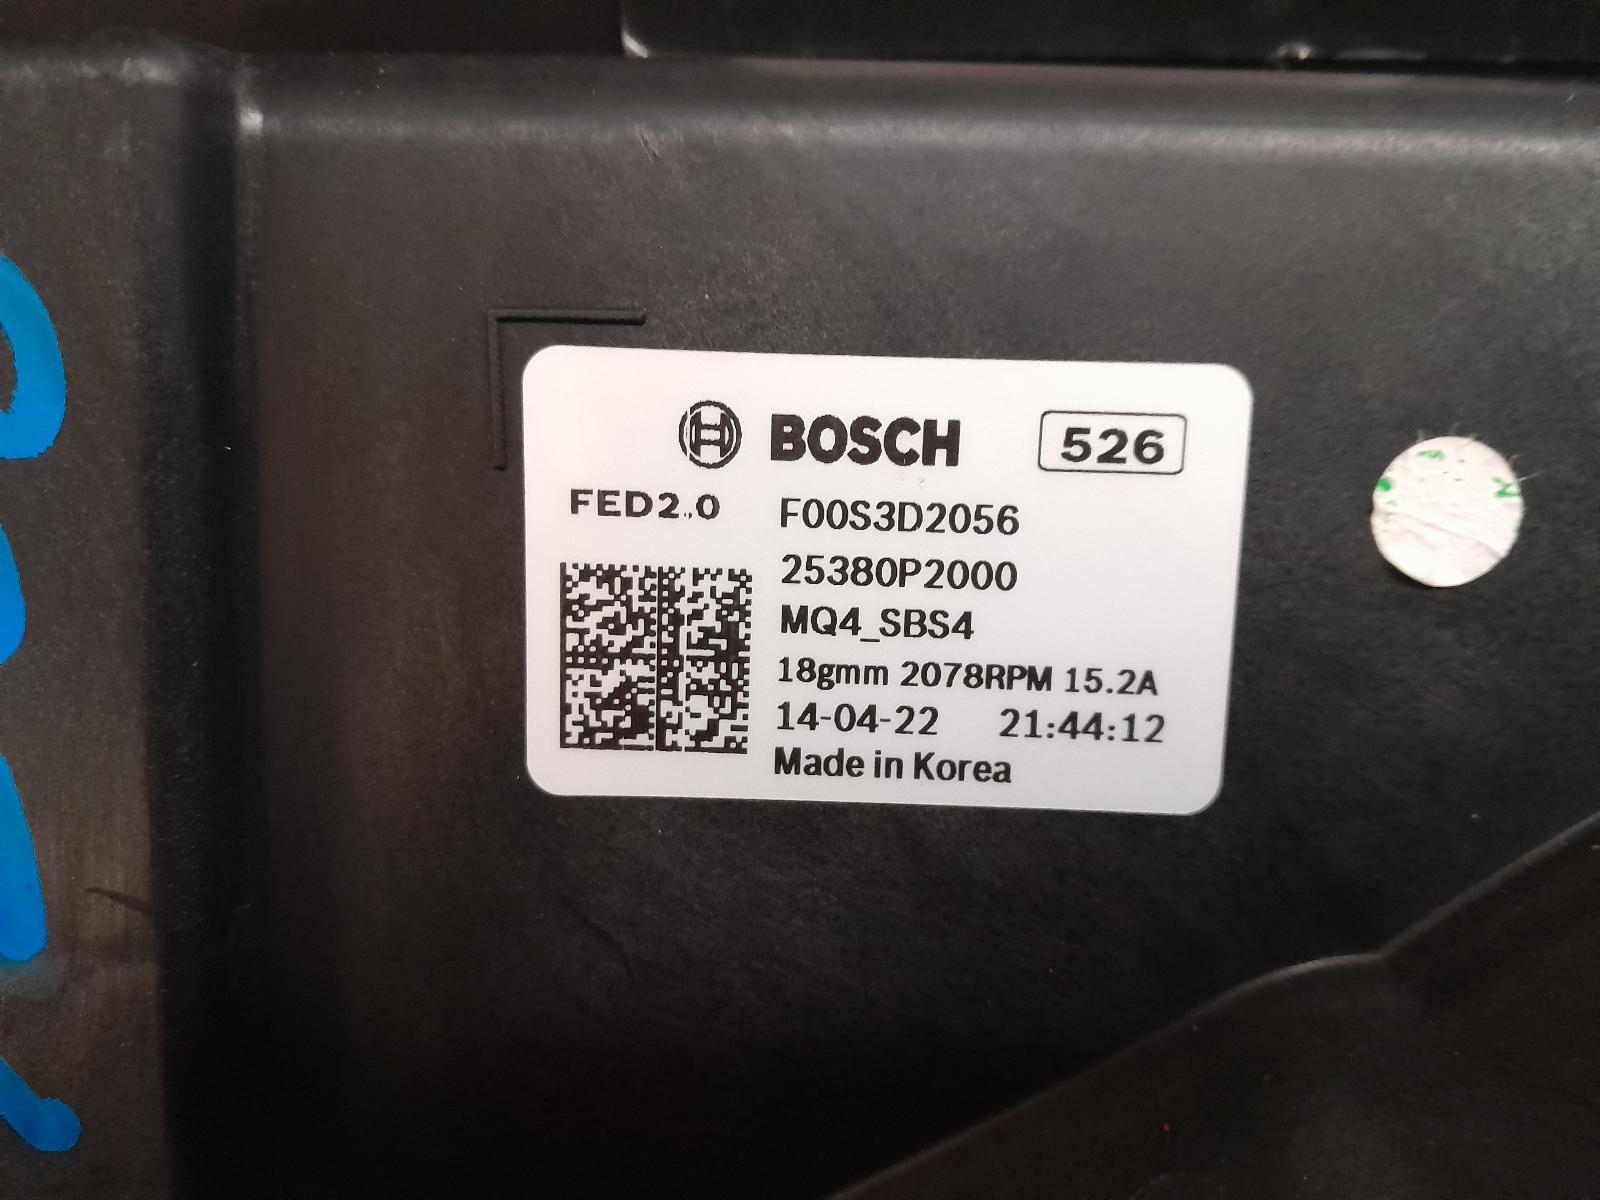 BOSCH 526
FED2.0 F00S3D2056
25380P2000
MQ4_SBS4
18gmm 2078RPM 15.2A
14-04-22 21:44:12
Made in Korea